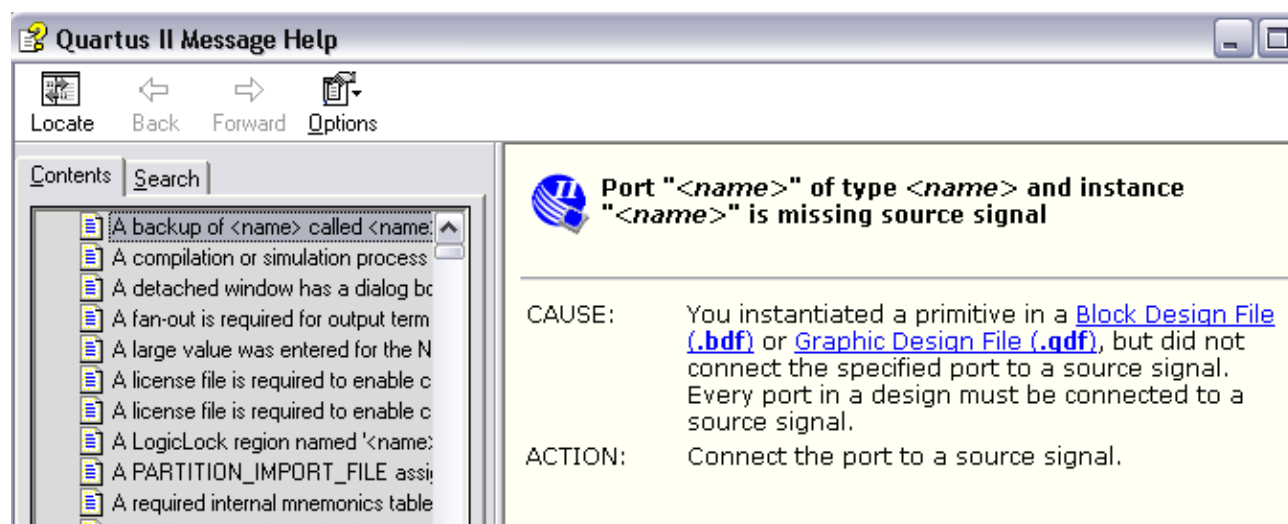 Quartus II Message Help
Locate Back Forward Options
Contents Search
A backup of <name> called <name>
A compilation or simulation process
A detached window has a dialog bo
A fan-out is required for output term
A large value was entered for the N
A license file is required to enable c
A license file is required to enable c
A LogicLock region named '<name>
A PARTITION_IMPORT_FILE assig
A required internal mnemonics table
Port "<name>" of type <name> and instance
"<name>" is missing source signal
CAUSE: You instantiated a primitive in a Block Design File
(.bdf) or Graphic Design File (.gdf), but did not
connect the specified port to a source signal.
Every port in a design must be connected to a
source signal.
ACTION: Connect the port to a source signal.